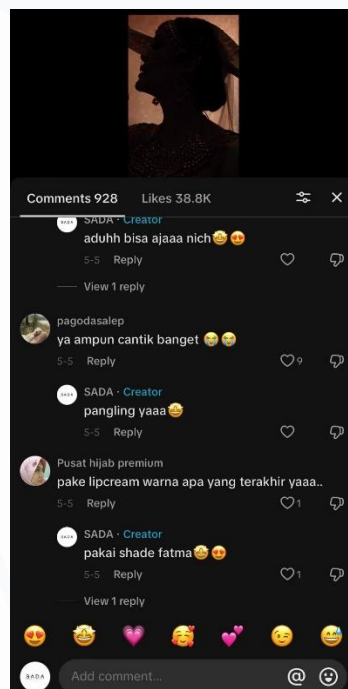 Comments 928 Likes 38.8K
SADA · Creator
aduhh bisa ajaaa nich🤩😍
5-5 Reply
View 1 reply
pagodasalep
ya ampun cantik banget 😭😭
5-5 Reply 9
SADA
SADA · Creator
pangling yaaa🤩
5-5 Reply
Pusat hijab premium
pake lipcream warna apa yang terakhir yaaa..
5-5 Reply 1
SADA
SADA · Creator
pakai shade fatma🤩😍
5-5 Reply 1
View 1 reply
SADA
Add comment...